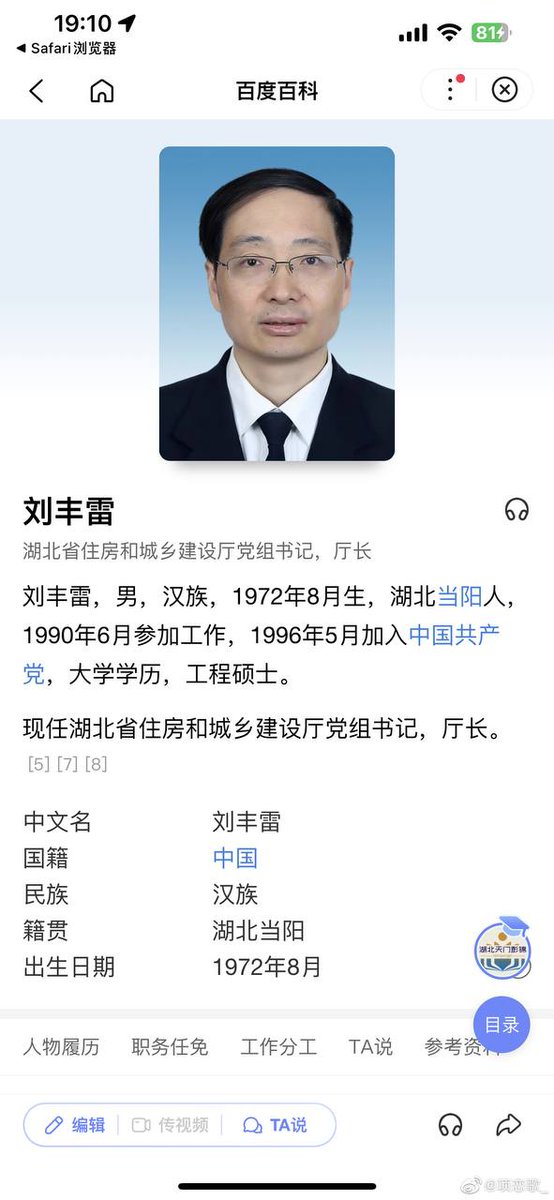 19:10
81
◀ Safari浏览器
百度百科
刘丰雷
湖北省住房和城乡建设厅党组书记，厅长
刘丰雷，男，汉族，1972年8月生，湖北当阳人，
1990年6月参加工作，1996年5月加入中国共产
党，大学学历，工程硕士。
现任湖北省住房和城乡建设厅党组书记，厅长。
[5] [7] [8]
中文名 刘丰雷
国籍 中国
民族 汉族
籍贯 湖北当阳
出生日期 1972年8月
湖北天门彭锦
目录
人物履历 职务任免 工作分工 TA说 参考资料
编辑 传视频 TA说
@项恋歌_